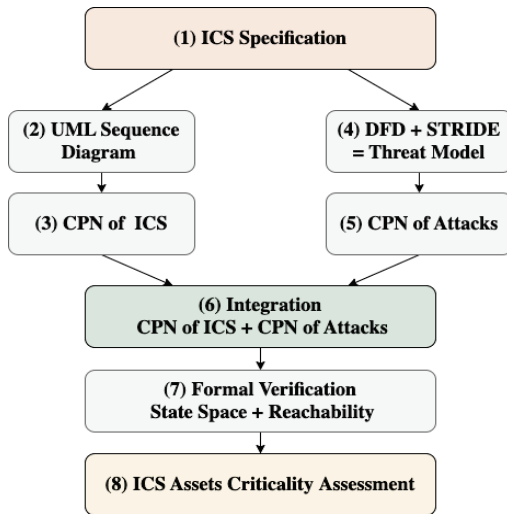 (1) ICS Specification
(2) UML Sequence
Diagram
(4) DFD + STRIDE
= Threat Model
(3) CPN of ICS
(5) CPN of Attacks
(6) Integration
CPN of ICS + CPN of Attacks
(7) Formal Verification
State Space + Reachability
(8) ICS Assets Criticality Assessment